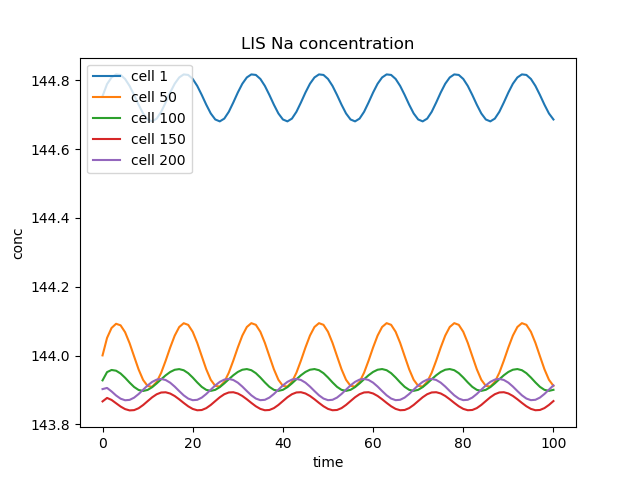 LIS Na concentration
144.8
144.6
144.4
144.2
144.0
143.8
conc
cell 1
cell 50
cell 100
cell 150
cell 200
0 20 40 60 80 100
time